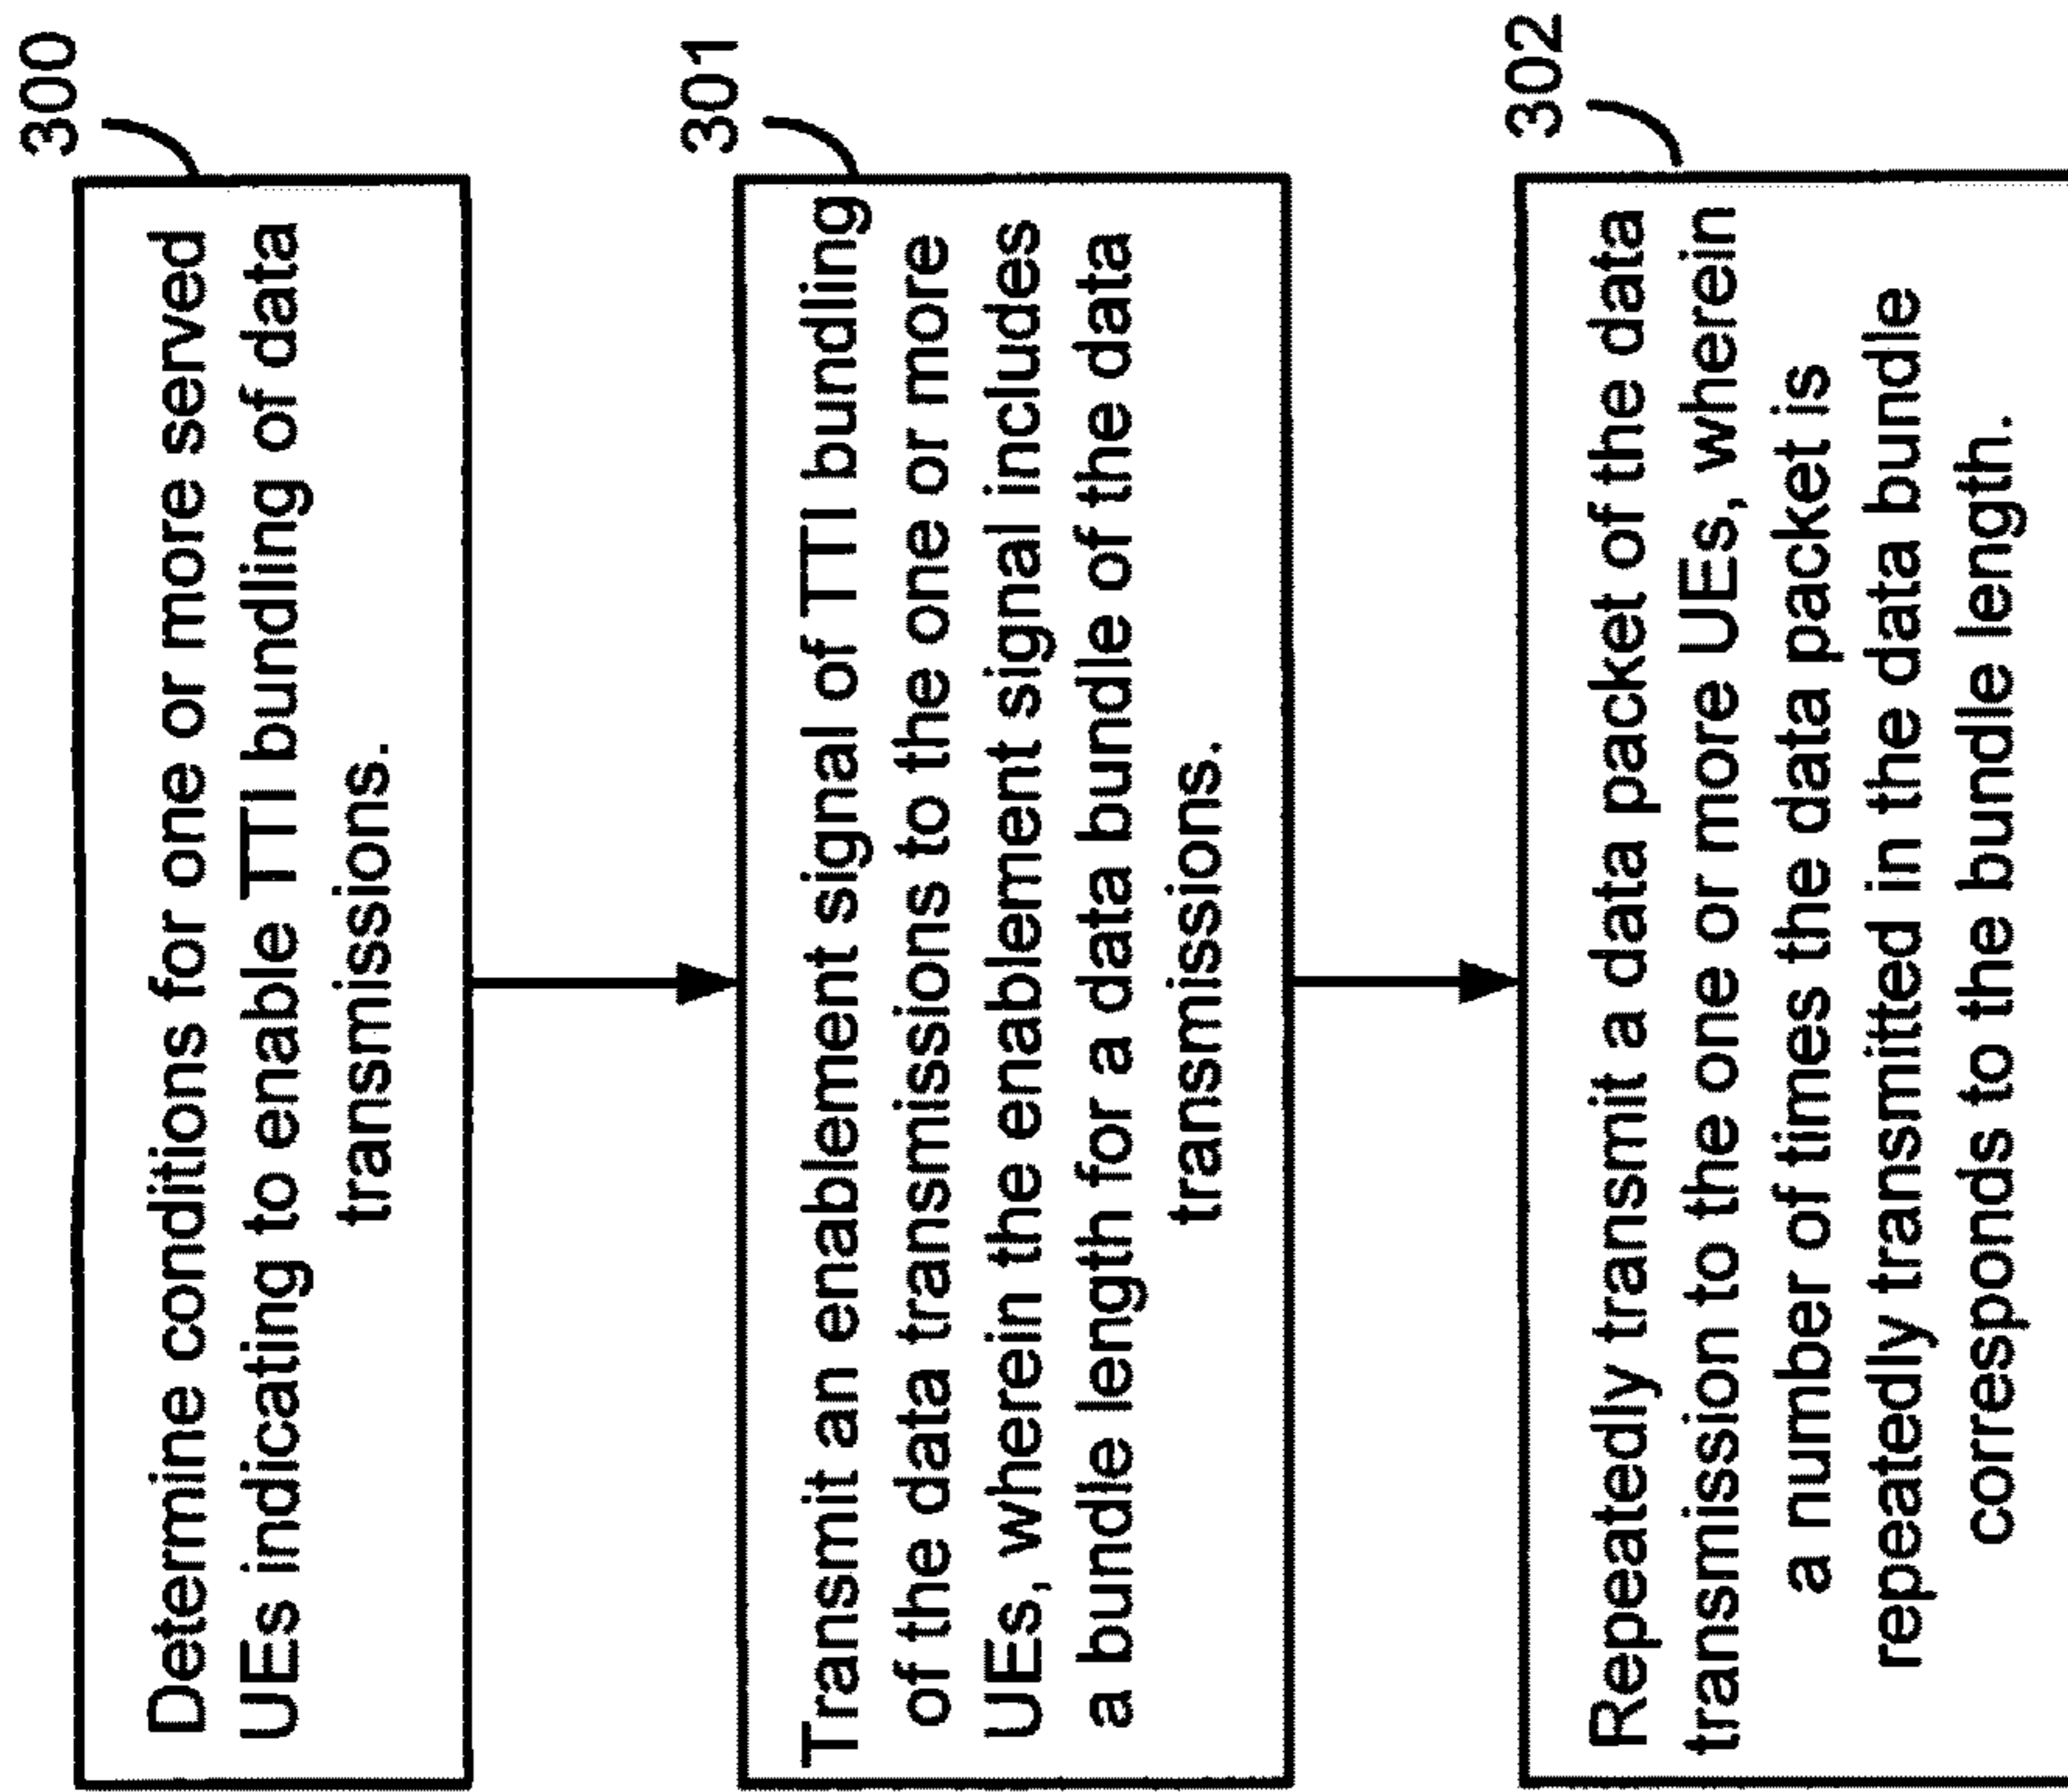 300
Determine conditions for one or more served
UEs indicating to enable TTI bundling of data
transmissions.
301
Transmit an enablement signal of TTI bundling
of the data transmissions to the one or more
UEs, wherein the enablement signal includes
a bundle length for a data bundle of the data
transmissions.
302
Repeatedly transmit a data packet of the data
transmission to the one or more UEs, wherein
a number of times the data packet is
repeatedly transmitted in the data bundle
corresponds to the bundle length.